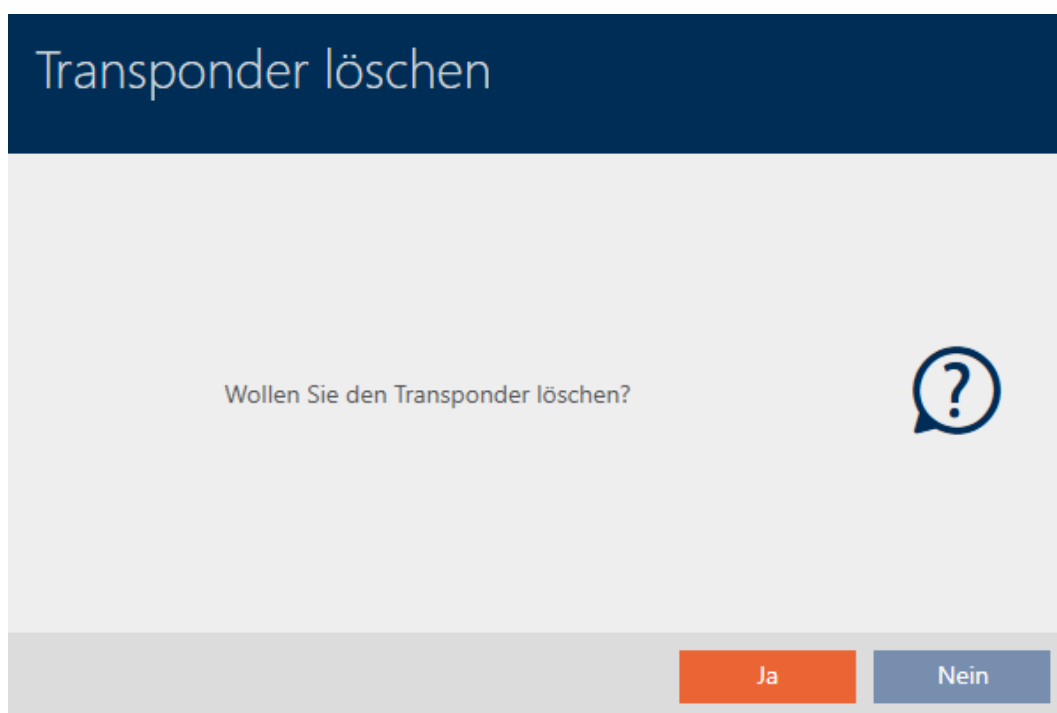 Transponder löschen
Wollen Sie den Transponder löschen?
?
Ja
Nein